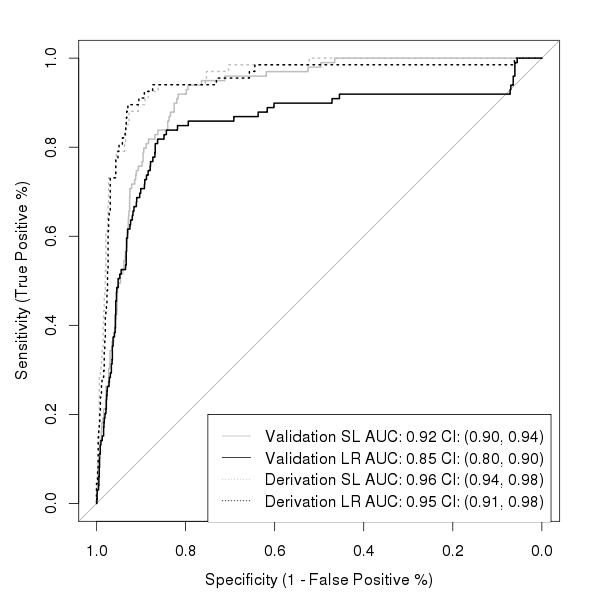 Sensitivity (True Positive %)
1.0
0.8
0.6
0.4
0.2
0.0
Validation SL AUC: 0.92 CI: (0.90, 0.94)
Validation LR AUC: 0.85 CI: (0.80, 0.90)
Derivation SL AUC: 0.96 CI: (0.94, 0.98)
Derivation LR AUC: 0.95 CI: (0.91, 0.98)
1.0 0.8 0.6 0.4 0.2 0.0
Specificity (1 - False Positive %)